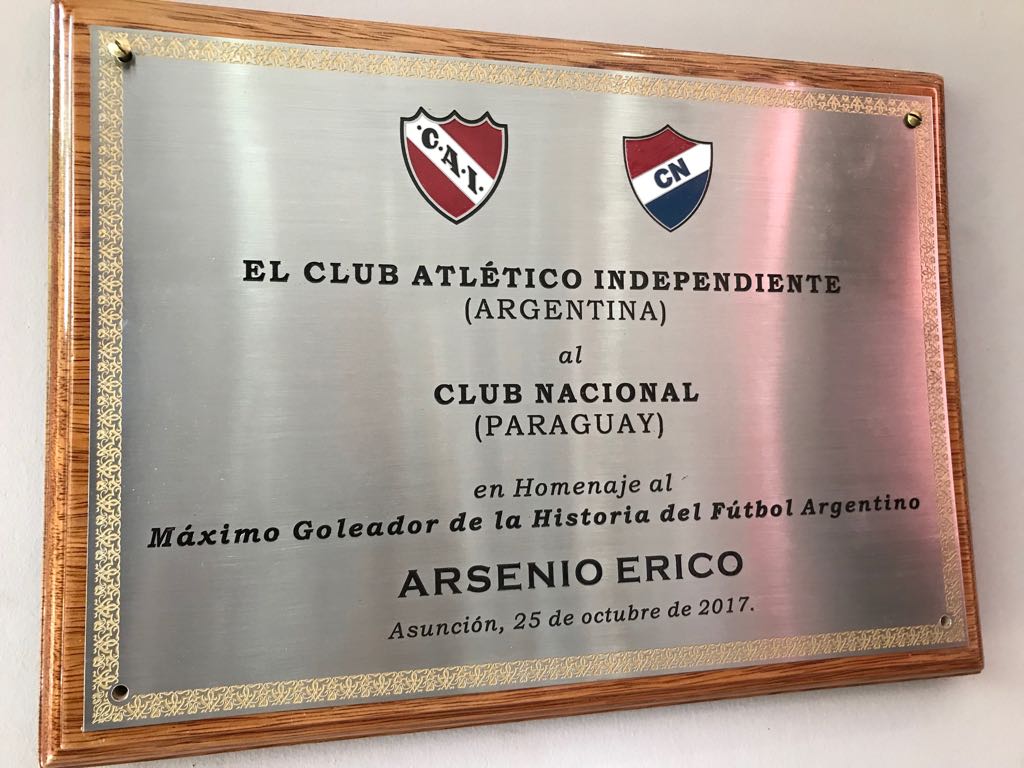 ·C.A.I.
CN
EL CLUB ATLÉTICO INDEPENDIENTE
(ARGENTINA)
al
CLUB NACIONAL
(PARAGUAY)
en Homenaje al
Máximo Goleador de la Historia del Fútbol Argentino
ARSENIO ERICO
Asunción, 25 de octubre de 2017.